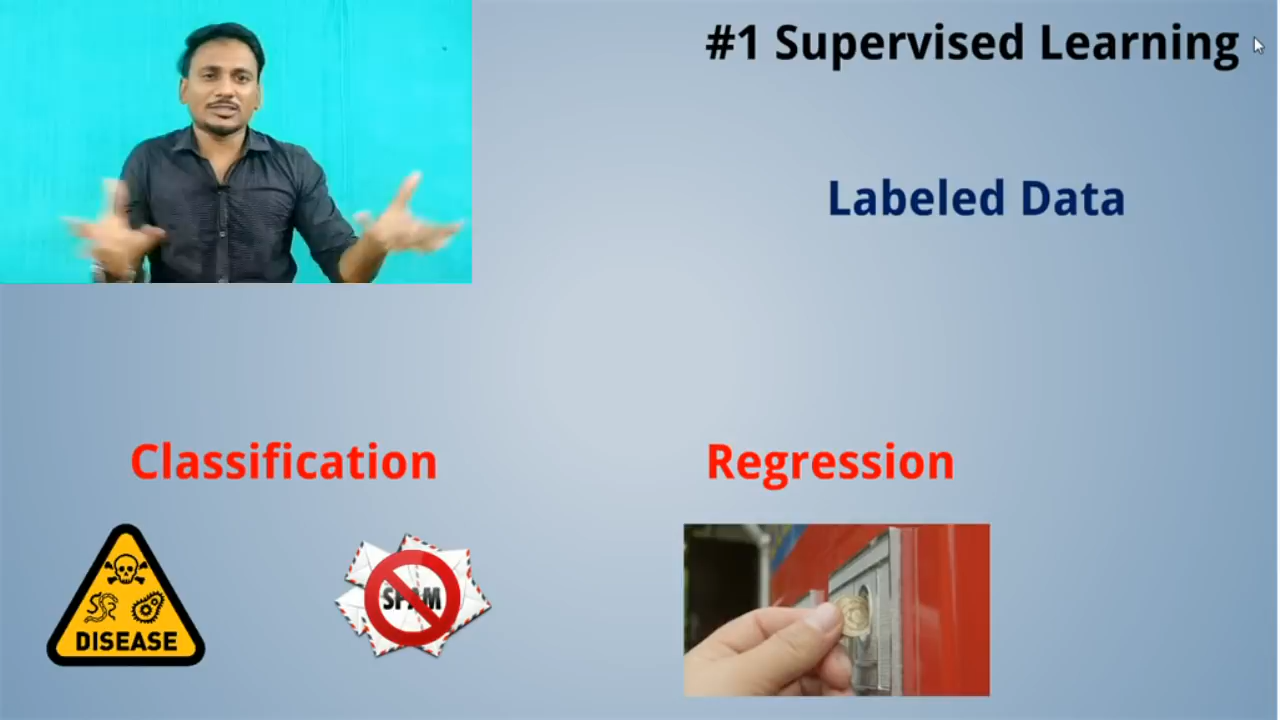 #1 Supervised Learning
Labeled Data
Classification
Regression
DISEASE
SPAM